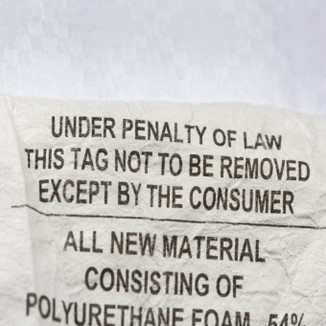 UNDER PENALTY OF LAW
THIS TAG NOT TO BE REMOVED
EXCEPT BY THE CONSUMER
ALL NEW MATERIAL
CONSISTING OF
POLYURETHANE FOAM 54%